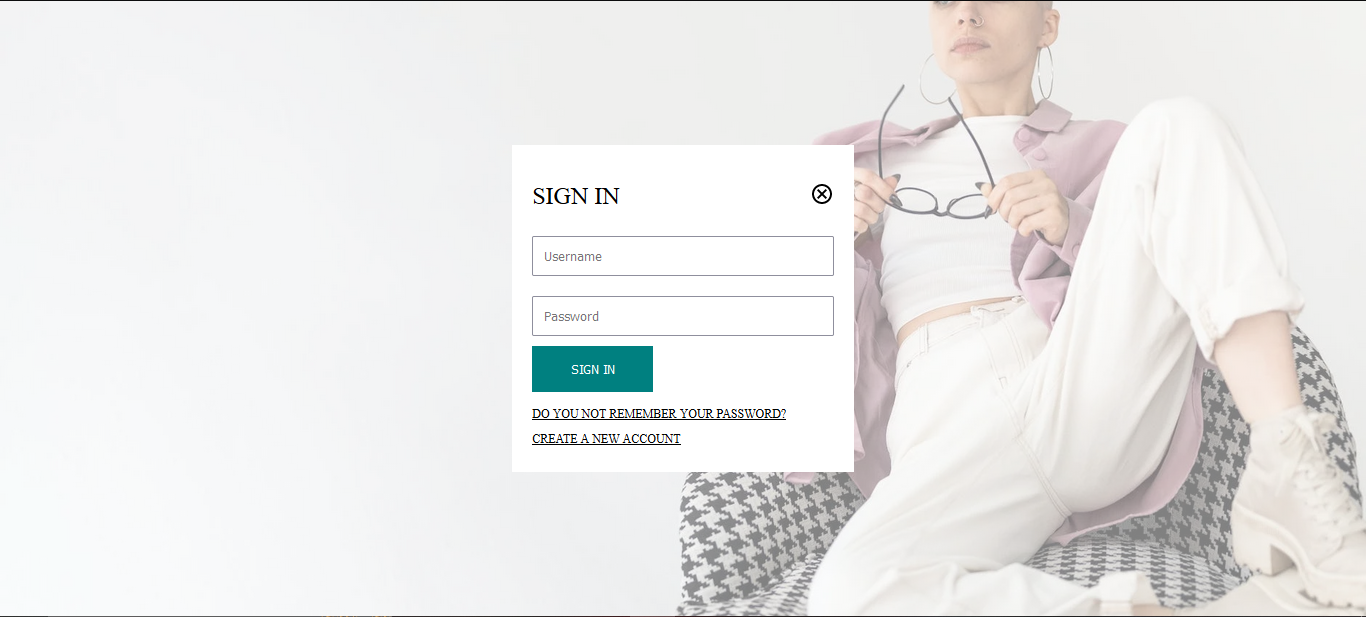 SIGN IN
Username
Password
SIGN IN
DO YOU NOT REMEMBER YOUR PASSWORD?
CREATE A NEW ACCOUNT